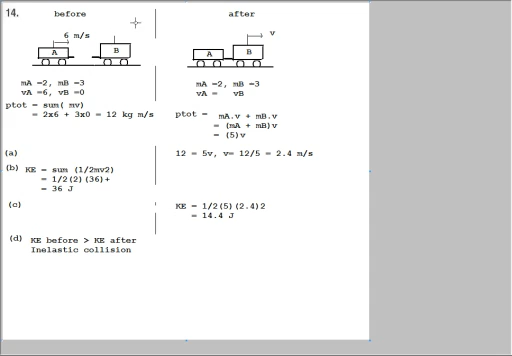 14. before after
6 m/s v
A B A B
mA =2, mB =3 mA =2, mB =3
vA =6, vB =0 vA = vB
ptot = sum( mv) ptot = mA.v + mB.v
= 2x6 + 3x0 = 12 kg m/s = (mA + mB)v
= (5)v
(a) 12 = 5v, v= 12/5 = 2.4 m/s
(b) KE = sum (1/2mv2)
= 1/2(2)(36)+
= 36 J
(c) KE = 1/2(5)(2.4)2
= 14.4 J
(d) KE before > KE after
Inelastic collision